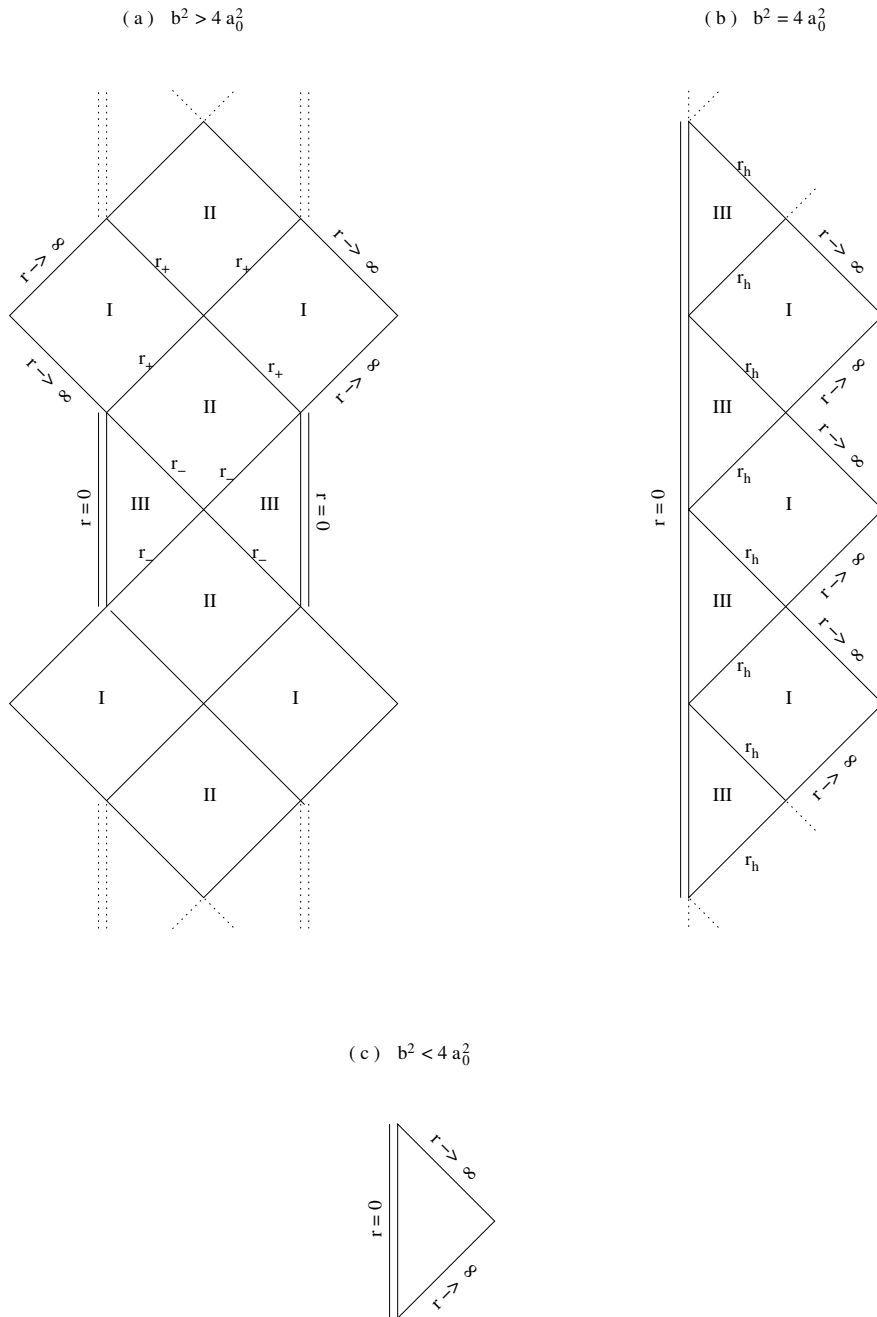 ( a ) b² > 4 a₀²
( b ) b² = 4 a₀²
II
r –> ∞
r₊
r₊
r –> ∞
I
I
r –> ∞
r₊
r₊
r –> ∞
II
r₋
r₋
r = 0
III
III
r = 0
r₋
r₋
II
I
I
II
r_h
III
r –> ∞
r_h
I
r_h
r –> ∞
III
r –> ∞
r_h
r = 0
I
r_h
r –> ∞
III
r –> ∞
r_h
I
r_h
r –> ∞
III
r_h
( c ) b² < 4 a₀²
r –> ∞
r = 0
r –> ∞